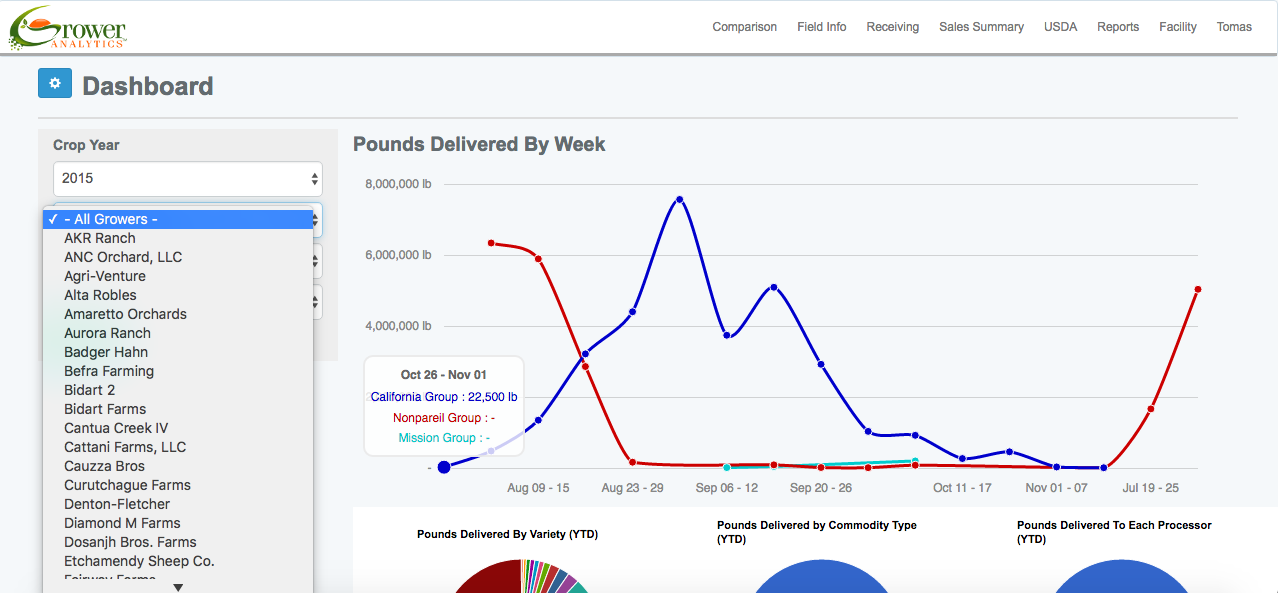 Grower
ANALYTICS
Comparison
Field Info
Receiving
Sales Summary
USDA
Reports
Facility
Tomas
Dashboard
Crop Year
2015
✓ - All Growers -
AKR Ranch
ANC Orchard, LLC
Agri-Venture
Alta Robles
Amaretto Orchards
Aurora Ranch
Badger Hahn
Befra Farming
Bidart 2
Bidart Farms
Cantua Creek IV
Cattani Farms, LLC
Cauzza Bros
Curutchague Farms
Denton-Fletcher
Diamond M Farms
Dosanjh Bros. Farms
Etchamendy Sheep Co.
Fairway Farms
Pounds Delivered By Week
8,000,000 lb
6,000,000 lb
4,000,000 lb
-
Oct 26 - Nov 01
California Group : 22,500 lb
Nonpareil Group : -
Mission Group : -
Aug 09 - 15
Aug 23 - 29
Sep 06 - 12
Sep 20 - 26
Oct 11 - 17
Nov 01 - 07
Jul 19 - 25
Pounds Delivered By Variety (YTD)
Pounds Delivered by Commodity Type
(YTD)
Pounds Delivered To Each Processor
(YTD)